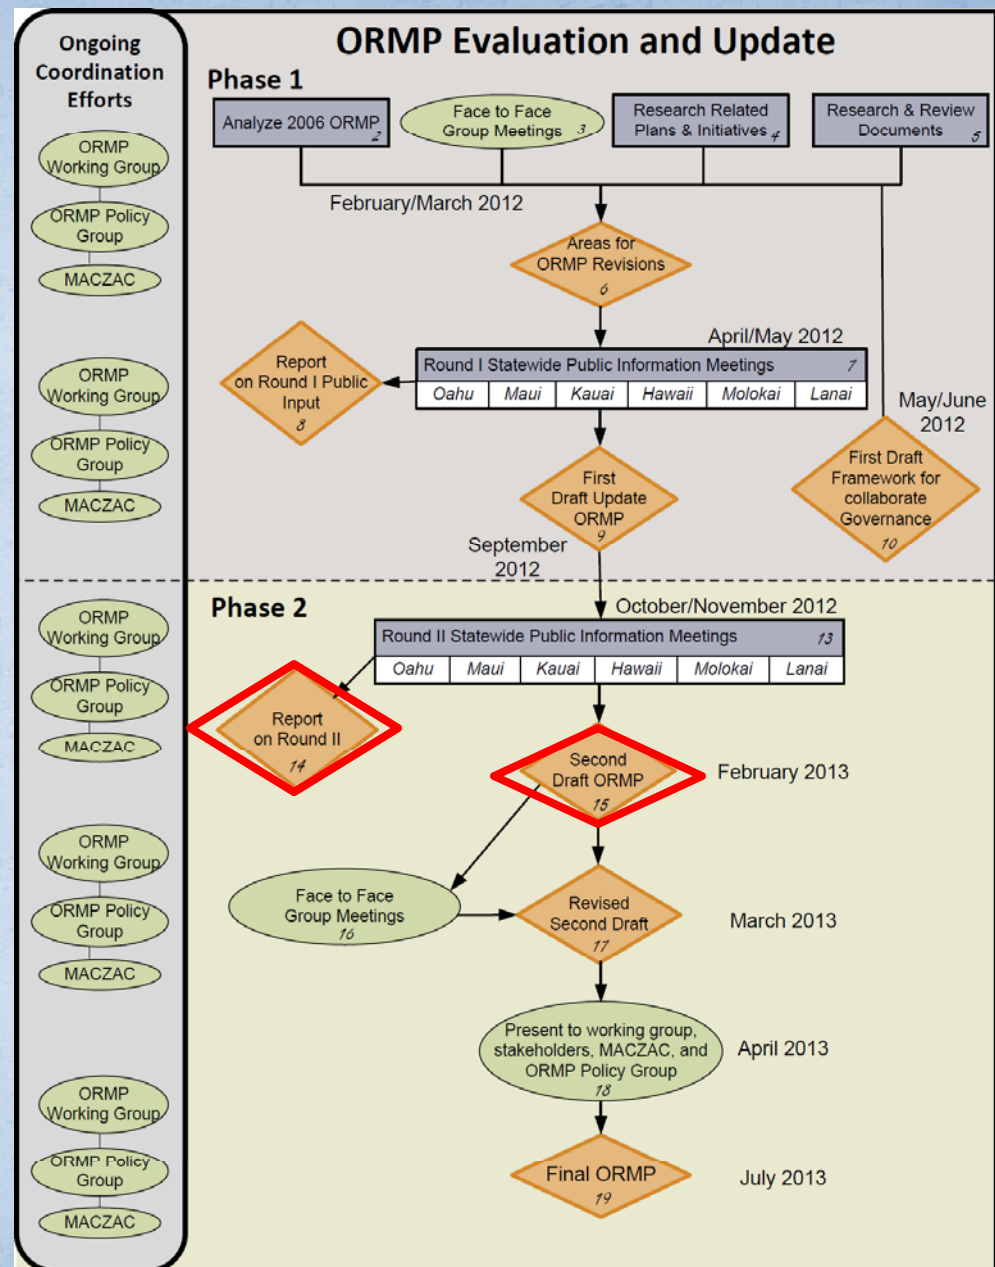 Ongoing
Coordination
Efforts
ORMP
Working Group
ORMP Policy
Group
MACZAC
ORMP
Working Group
ORMP Policy
Group
MACZAC
ORMP
Working Group
ORMP Policy
Group
MACZAC
ORMP
Working Group
ORMP Policy
Group
MACZAC
ORMP
Working Group
ORMP Policy
Group
MACZAC
ORMP Evaluation and Update
Phase 1
Analyze 2006 ORMP
2
Face to Face
Group Meetings 3
Research Related
Plans & Initiatives 4
Research & Review
Documents 5
February/March 2012
Areas for
ORMP Revisions
6
April/May 2012
Round I Statewide Public Information Meetings 7
Oahu Maui Kauai Hawaii Molokai Lanai
Report
on Round I Public
Input
8
May/June
2012
First Draft
Framework for
collaborate
Governance
10
First
Draft Update
ORMP
9
September
2012
Phase 2
October/November 2012
Round II Statewide Public Information Meetings 13
Oahu Maui Kauai Hawaii Molokai Lanai
Report
on Round II
14
Second
Draft ORMP
15
February 2013
Face to Face
Group Meetings
16
Revised
Second Draft
17
March 2013
Present to working group,
stakeholders, MACZAC, and
ORMP Policy Group
18
April 2013
Final ORMP
19
July 2013